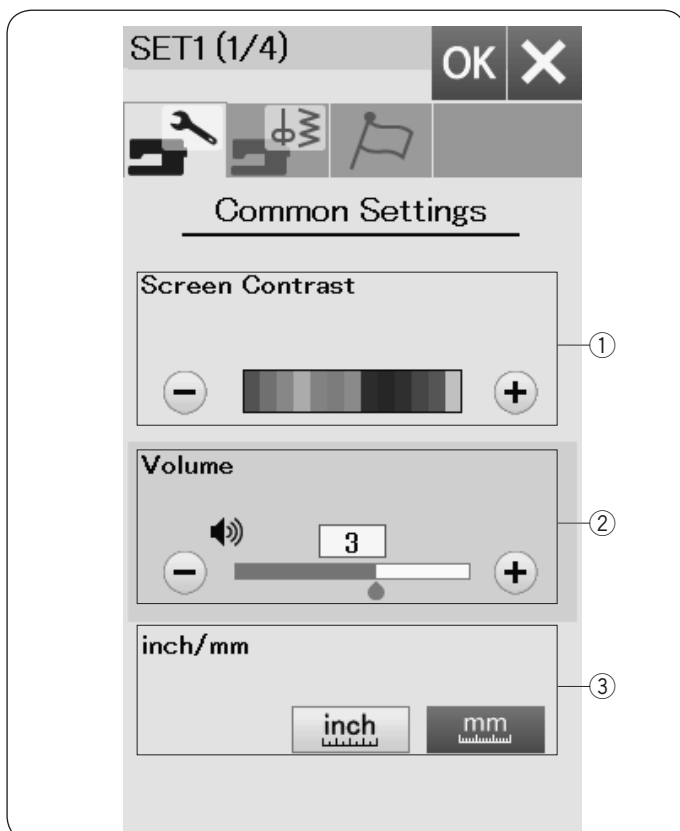 SET1 (1/4)
OK
Common Settings
Screen Contrast
①
Volume
3
②
inch/mm
inch
mm
③